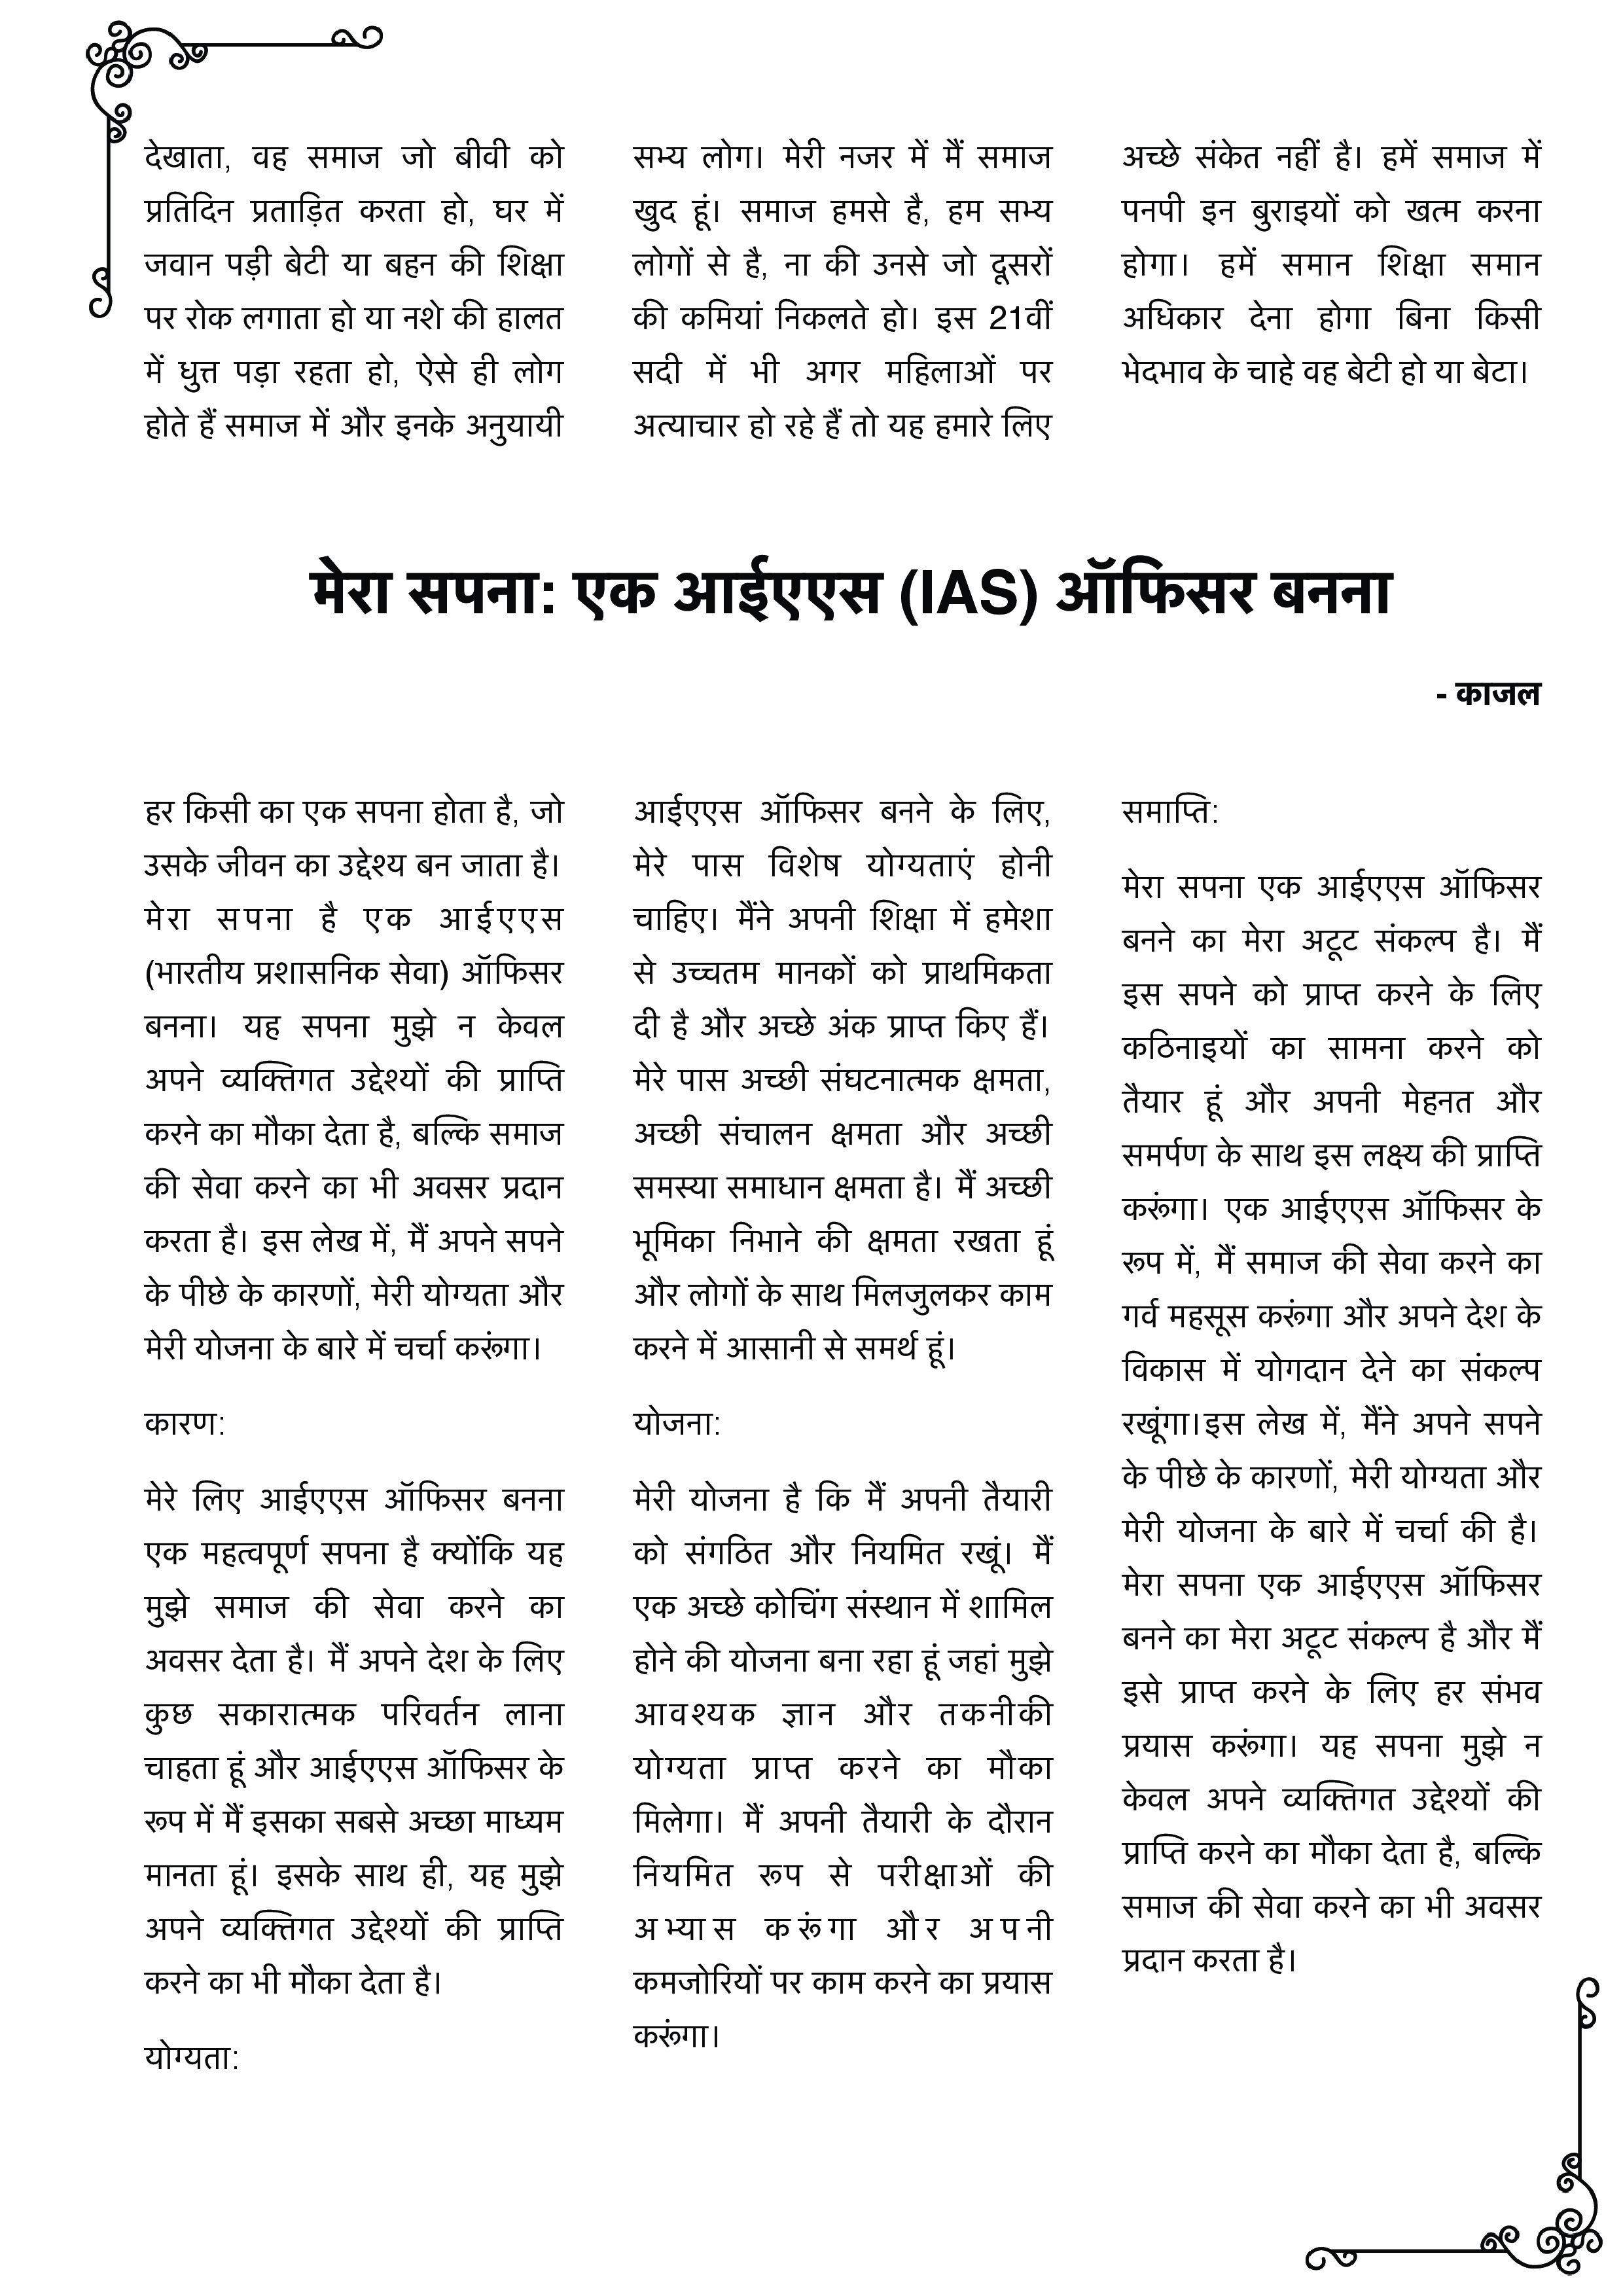 देखाता, वह समाज जो बीवी को
प्रतिदिन प्रताड़ित करता हो, घर में
जवान पड़ी बेटी या बहन की शिक्षा
पर रोक लगाता हो या नशे की हालत
में धुत्त पड़ा रहता हो, ऐसे ही लोग
होते हैं समाज में और इनके अनुयायी
सभ्य लोग। मेरी नजर में मैं समाज
खुद हूं। समाज हमसे है, हम सभ्य
लोगों से है, ना की उनसे जो दूसरों
की कमियां निकलते हो। इस 21वीं
सदी में भी अगर महिलाओं पर
अत्याचार हो रहे हैं तो यह हमारे लिए
अच्छे संकेत नहीं है। हमें समाज में
पनपी इन बुराइयों को खत्म करना
होगा। हमें समान शिक्षा समान
अधिकार देना होगा बिना किसी
भेदभाव के चाहे वह बेटी हो या बेटा।
मेरा सपना: एक आईएएस (IAS) ऑफिसर बनना
- काजल
हर किसी का एक सपना होता है, जो
उसके जीवन का उद्देश्य बन जाता है।
मेरा सपना है एक आईएएस
(भारतीय प्रशासनिक सेवा) ऑफिसर
बनना। यह सपना मुझे न केवल
अपने व्यक्तिगत उद्देश्यों की प्राप्ति
करने का मौका देता है, बल्कि समाज
की सेवा करने का भी अवसर प्रदान
करता है। इस लेख में, मैं अपने सपने
के पीछे के कारणों, मेरी योग्यता और
मेरी योजना के बारे में चर्चा करूंगा।
कारण:
मेरे लिए आईएएस ऑफिसर बनना
एक महत्वपूर्ण सपना है क्योंकि यह
मुझे समाज की सेवा करने का
अवसर देता है। मैं अपने देश के लिए
कुछ सकारात्मक परिवर्तन लाना
चाहता हूं और आईएएस ऑफिसर के
रूप में मैं इसका सबसे अच्छा माध्यम
मानता हूं। इसके साथ ही, यह मुझे
अपने व्यक्तिगत उद्देश्यों की प्राप्ति
करने का भी मौका देता है।
योग्यता:
आईएएस ऑफिसर बनने के लिए,
मेरे पास विशेष योग्यताएं होनी
चाहिए। मैंने अपनी शिक्षा में हमेशा
से उच्चतम मानकों को प्राथमिकता
दी है और अच्छे अंक प्राप्त किए हैं।
मेरे पास अच्छी संघटनात्मक क्षमता,
अच्छी संचालन क्षमता और अच्छी
समस्या समाधान क्षमता है। मैं अच्छी
भूमिका निभाने की क्षमता रखता हूं
और लोगों के साथ मिलजुलकर काम
करने में आसानी से समर्थ हूं।
योजना:
मेरी योजना है कि मैं अपनी तैयारी
को संगठित और नियमित रखूं। मैं
एक अच्छे कोचिंग संस्थान में शामिल
होने की योजना बना रहा हूं जहां मुझे
आवश्यक ज्ञान और तकनीकी
योग्यता प्राप्त करने का मौका
मिलेगा। मैं अपनी तैयारी के दौरान
नियमित रूप से परीक्षाओं की
अभ्यास करूंगा और अपनी
कमजोरियों पर काम करने का प्रयास
करूंगा।
समाप्ति:
मेरा सपना एक आईएएस ऑफिसर
बनने का मेरा अटूट संकल्प है। मैं
इस सपने को प्राप्त करने के लिए
कठिनाइयों का सामना करने को
तैयार हूं और अपनी मेहनत और
समर्पण के साथ इस लक्ष्य की प्राप्ति
करूंगा। एक आईएएस ऑफिसर के
रूप में, मैं समाज की सेवा करने का
गर्व महसूस करूंगा और अपने देश के
विकास में योगदान देने का संकल्प
रखूंगा।इस लेख में, मैंने अपने सपने
के पीछे के कारणों, मेरी योग्यता और
मेरी योजना के बारे में चर्चा की है।
मेरा सपना एक आईएएस ऑफिसर
बनने का मेरा अटूट संकल्प है और मैं
इसे प्राप्त करने के लिए हर संभव
प्रयास करूंगा। यह सपना मुझे न
केवल अपने व्यक्तिगत उद्देश्यों की
प्राप्ति करने का मौका देता है, बल्कि
समाज की सेवा करने का भी अवसर
प्रदान करता है।